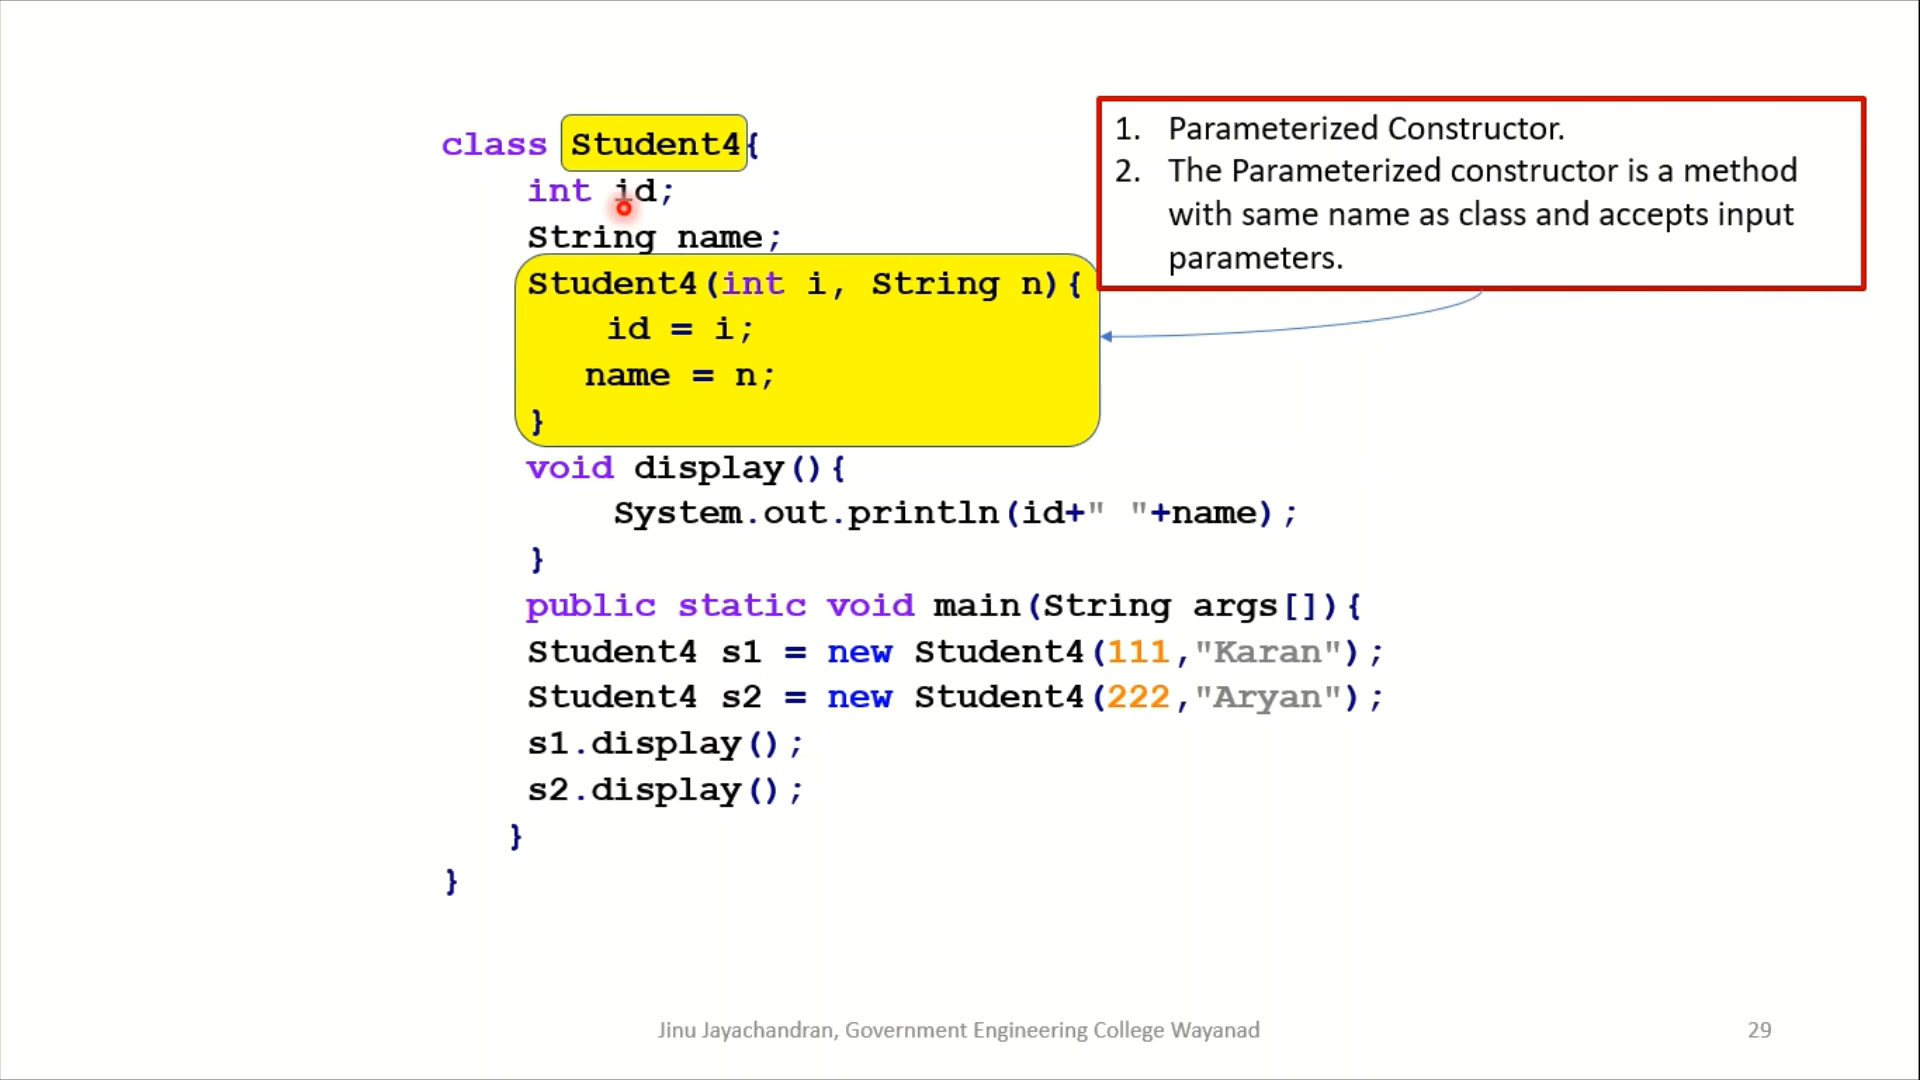 class Student4{
int id;
String name;
Student4(int i, String n){
id = i;
name = n;
}
void display(){
System.out.println(id+" "+name);
}
public static void main(String args[]){
Student4 s1 = new Student4(111,"Karan");
Student4 s2 = new Student4(222,"Aryan");
s1.display();
s2.display();
}
}
1. Parameterized Constructor.
2. The Parameterized constructor is a method
with same name as class and accepts input
parameters.
Jinu Jayachandran, Government Engineering College Wayanad
29